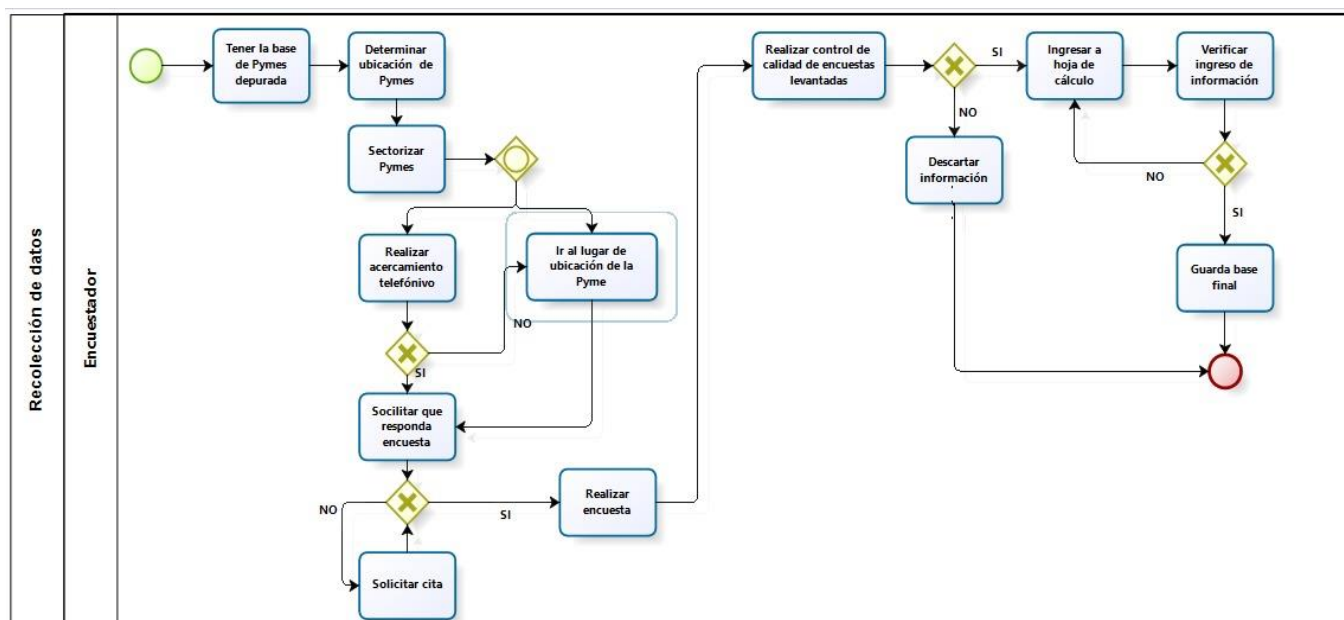 Recolección de datos
Encuestador
Tener la base
de Pymes
depurada
Determinar
ubicación de
Pymes
Sectorizar
Pymes
Realizar
acercamiento
telefónivo
Ir al lugar de
ubicación de la
Pyme
NO
SI
Socilitar que
responda
encuesta
NO
SI
Realizar
encuesta
Solicitar cita
Realizar control de
calidad de encuestas
levantadas
SI
NO
Descartar
información
Ingresar a
hoja de
cálculo
Verificar
ingreso de
información
NO
SI
Guarda base
final